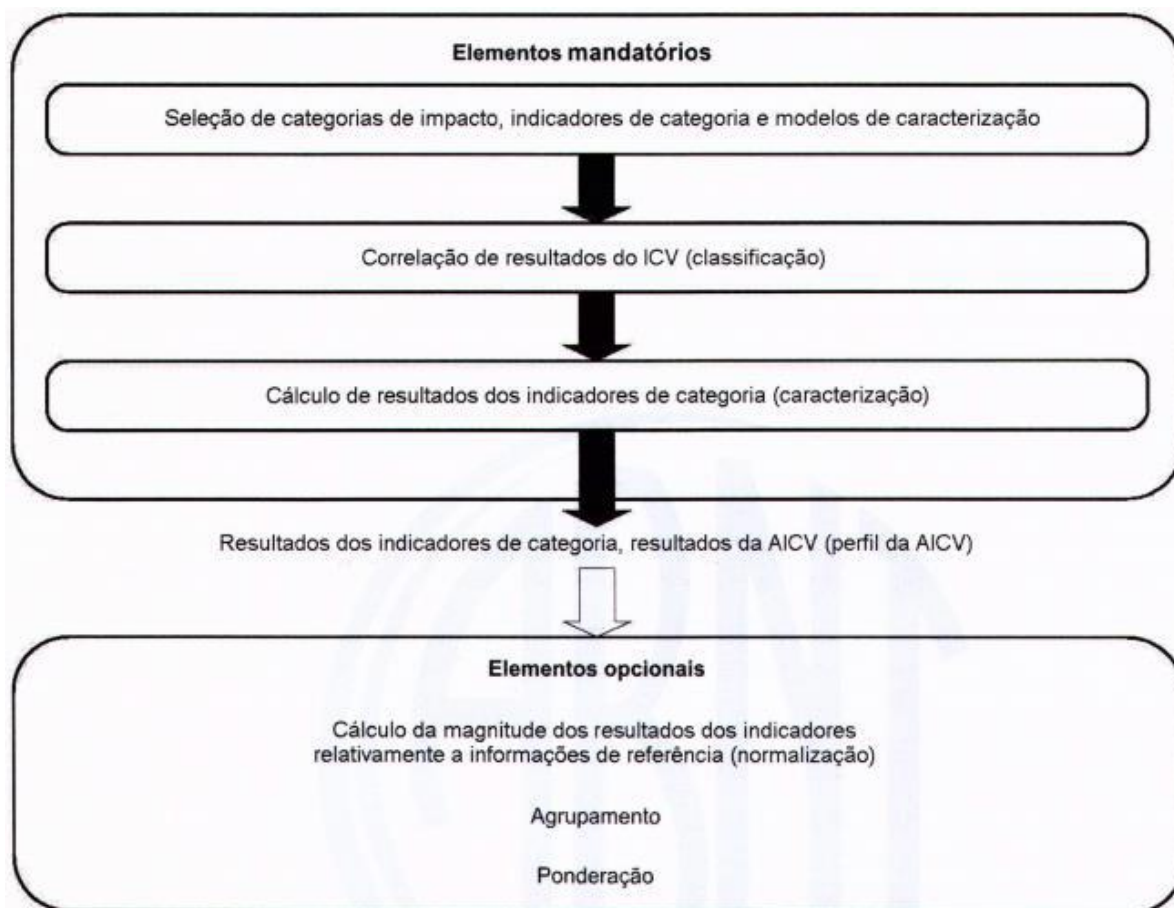 Elementos mandatórios
Seleção de categorias de impacto, indicadores de categoria e modelos de caracterização
Correlação de resultados do ICV (classificação)
Cálculo de resultados dos indicadores de categoria (caracterização)
Resultados dos indicadores de categoria, resultados da AICV (perfil da AICV)
Elementos opcionais
Cálculo da magnitude dos resultados dos indicadores
relativamente a informações de referência (normalização)
Agrupamento
Ponderação
ABNT